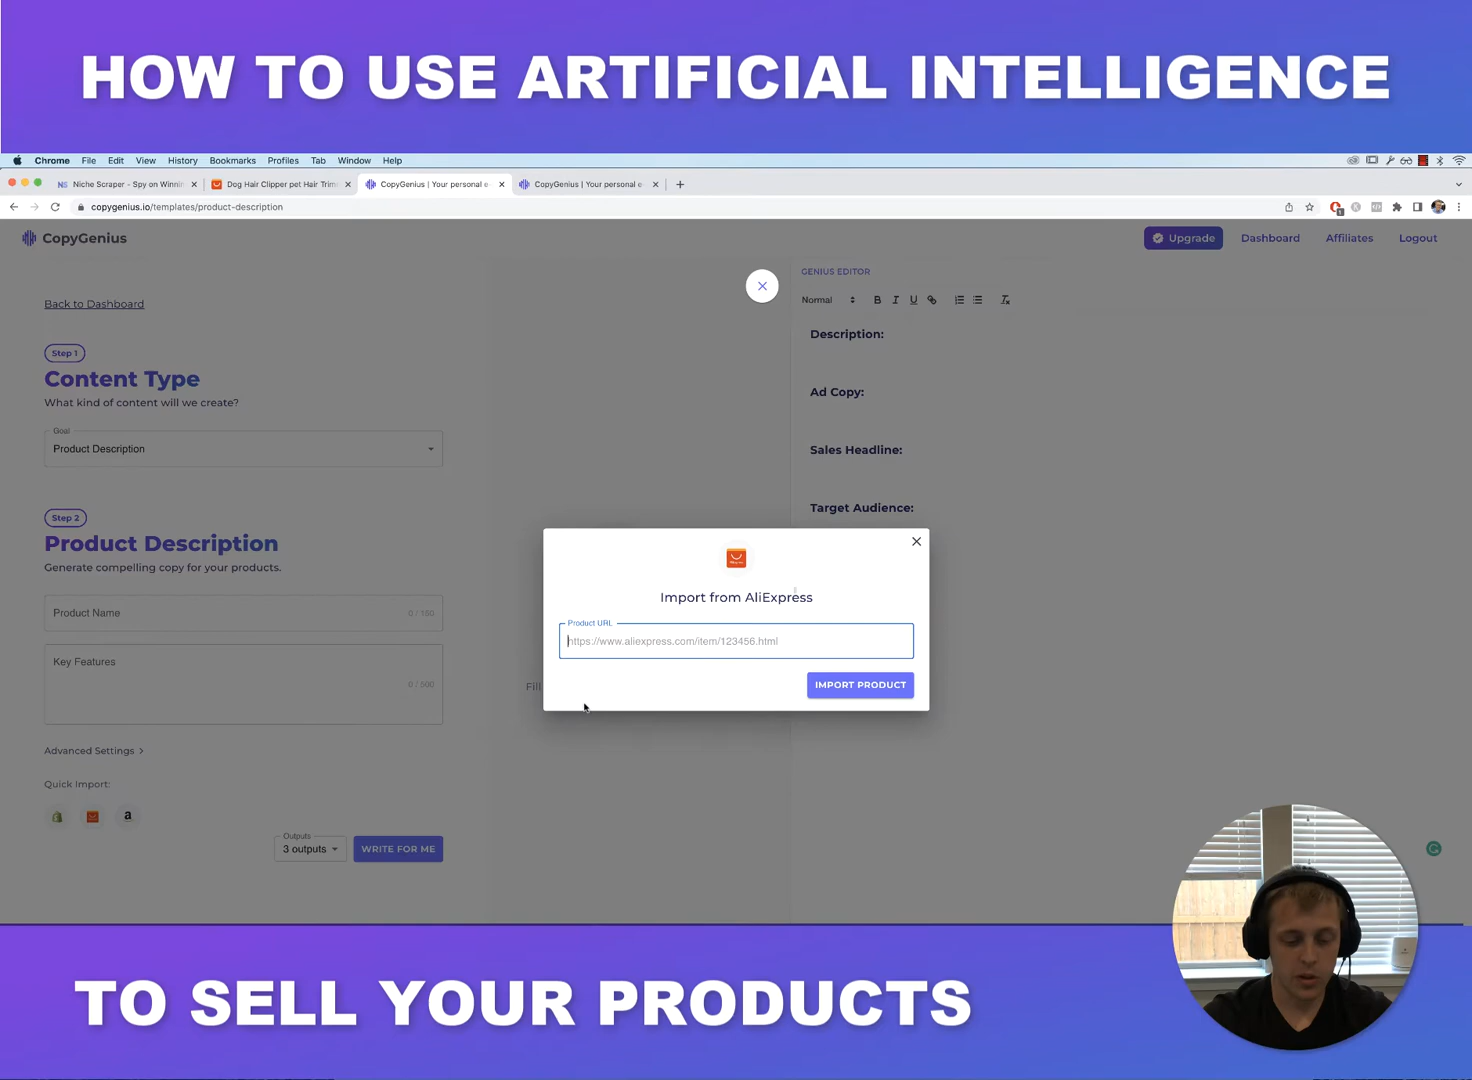 HOW TO USE ARTIFICIAL INTELLIGENCE
Chrome File Edit View History Bookmarks Profiles Tab Window Help
Niche Scraper - Spy on Winnin
Dog Hair Clipper pet Hair Trim
CopyGenius | Your personal e
CopyGenius | Your personal e
copygenius.io/templates/product-description
CopyGenius
Upgrade
Dashboard
Affiliates
Logout
GENIUS EDITOR
Normal
B I U
Back to Dashboard
Description:
Step 1
Content Type
What kind of content will we create?
Ad Copy:
Goal
Product Description
Sales Headline:
Step 2
Target Audience:
Product Description
Generate compelling copy for your products.
Import from AliExpress
Product Name
0 / 150
Product URL
https://www.aliexpress.com/item/123456.html
Key Features
0 / 500
Fill
IMPORT PRODUCT
Advanced Settings
Quick Import:
a
Outputs
3 outputs
WRITE FOR ME
TO SELL YOUR PRODUCTS